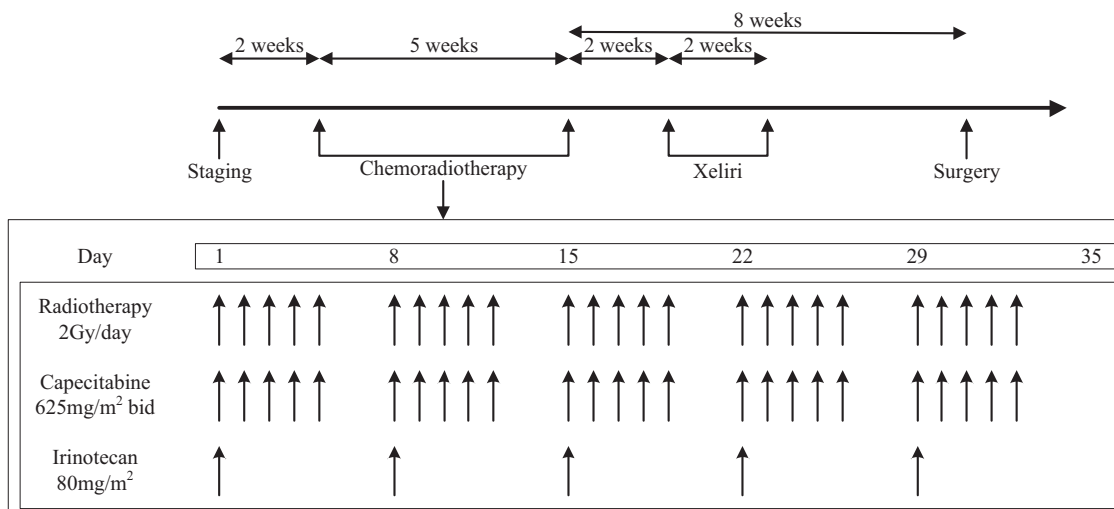 8 weeks
2 weeks 5 weeks 2 weeks 2 weeks
Staging Chemoradiotherapy Xeliri Surgery
Day 1 8 15 22 29 35
Radiotherapy
2Gy/day
Capecitabine
625mg/m² bid
Irinotecan
80mg/m²